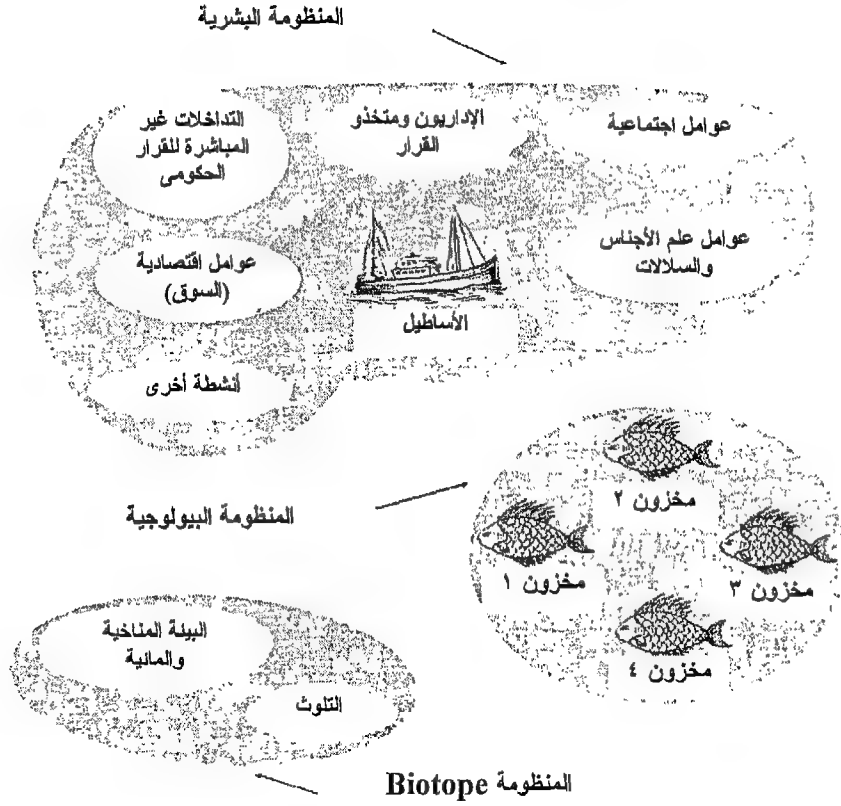 المنظومة البشرية
عوامل اجتماعية
الإداريون ومتخذو
القرار
التداخلات غير
المباشرة للقرار
الحكومى
عوامل علم الأجناس
والسلالات
عوامل اقتصادية
(السوق)
الأساطيل
أنشطة أخرى
المنظومة البيولوجية
مخزون ٢
مخزون ١
مخزون ٣
مخزون ٤
البيئة المناخية
والمائية
التلوث
المنظومة Biotope